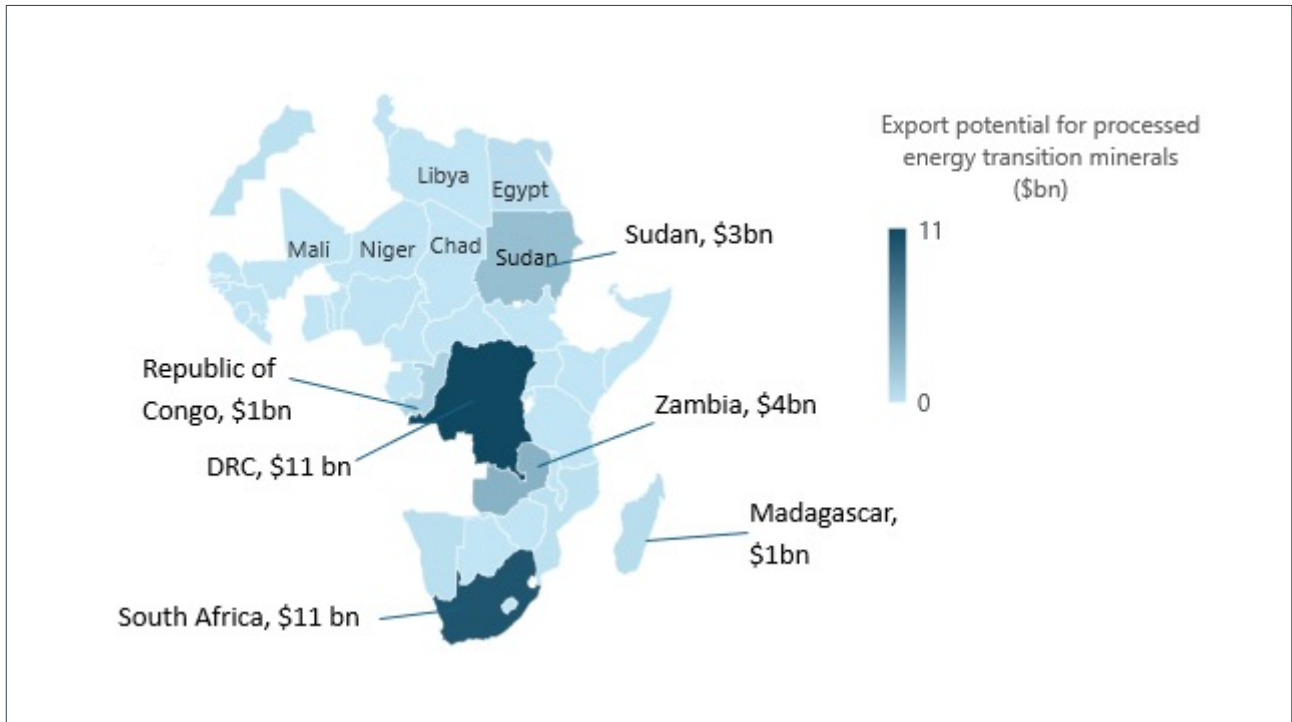 Export potential for processed
energy transition minerals
($bn)
11
0
Libya
Egypt
Mali
Niger
Chad
Sudan
Sudan, $3bn
Republic of
Congo, $1bn
DRC, $11 bn
Zambia, $4bn
Madagascar,
$1bn
South Africa, $11 bn